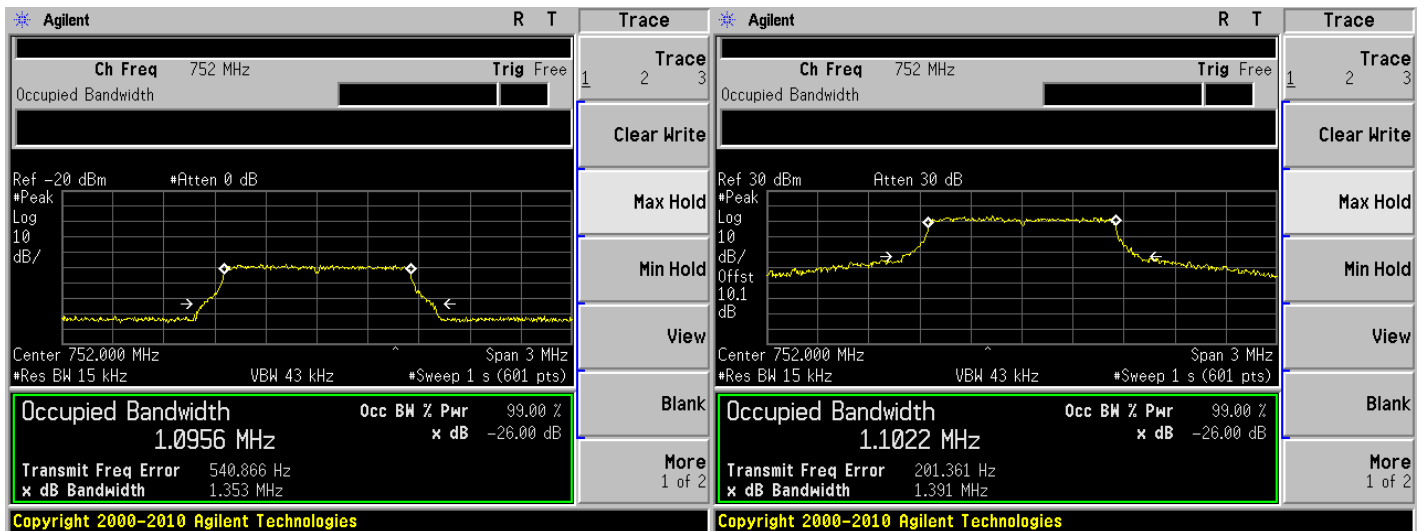 Agilent R T Trace
Ch Freq 752 MHz Trig Free
Occupied Bandwidth
Trace
1 2 3
Clear Write
Ref -20 dBm #Atten 0 dB
#Peak
Log
10
dB/
Max Hold
Min Hold
View
Center 752.000 MHz ^ Span 3 MHz
#Res BW 15 kHz VBW 43 kHz #Sweep 1 s (601 pts)
Occupied Bandwidth Occ BW % Pwr 99.00 %
1.0956 MHz x dB -26.00 dB
Transmit Freq Error 540.866 Hz
x dB Bandwidth 1.353 MHz
Blank
More
1 of 2
Copyright 2000-2010 Agilent Technologies
Agilent R T Trace
Ch Freq 752 MHz Trig Free
Occupied Bandwidth
Trace
1 2 3
Clear Write
Ref 30 dBm Atten 30 dB
#Peak
Log
10
dB/
Offst
10.1
dB
Max Hold
Min Hold
View
Center 752.000 MHz ^ Span 3 MHz
#Res BW 15 kHz VBW 43 kHz #Sweep 1 s (601 pts)
Occupied Bandwidth Occ BW % Pwr 99.00 %
1.1022 MHz x dB -26.00 dB
Transmit Freq Error 201.361 Hz
x dB Bandwidth 1.391 MHz
Blank
More
1 of 2
Copyright 2000-2010 Agilent Technologies